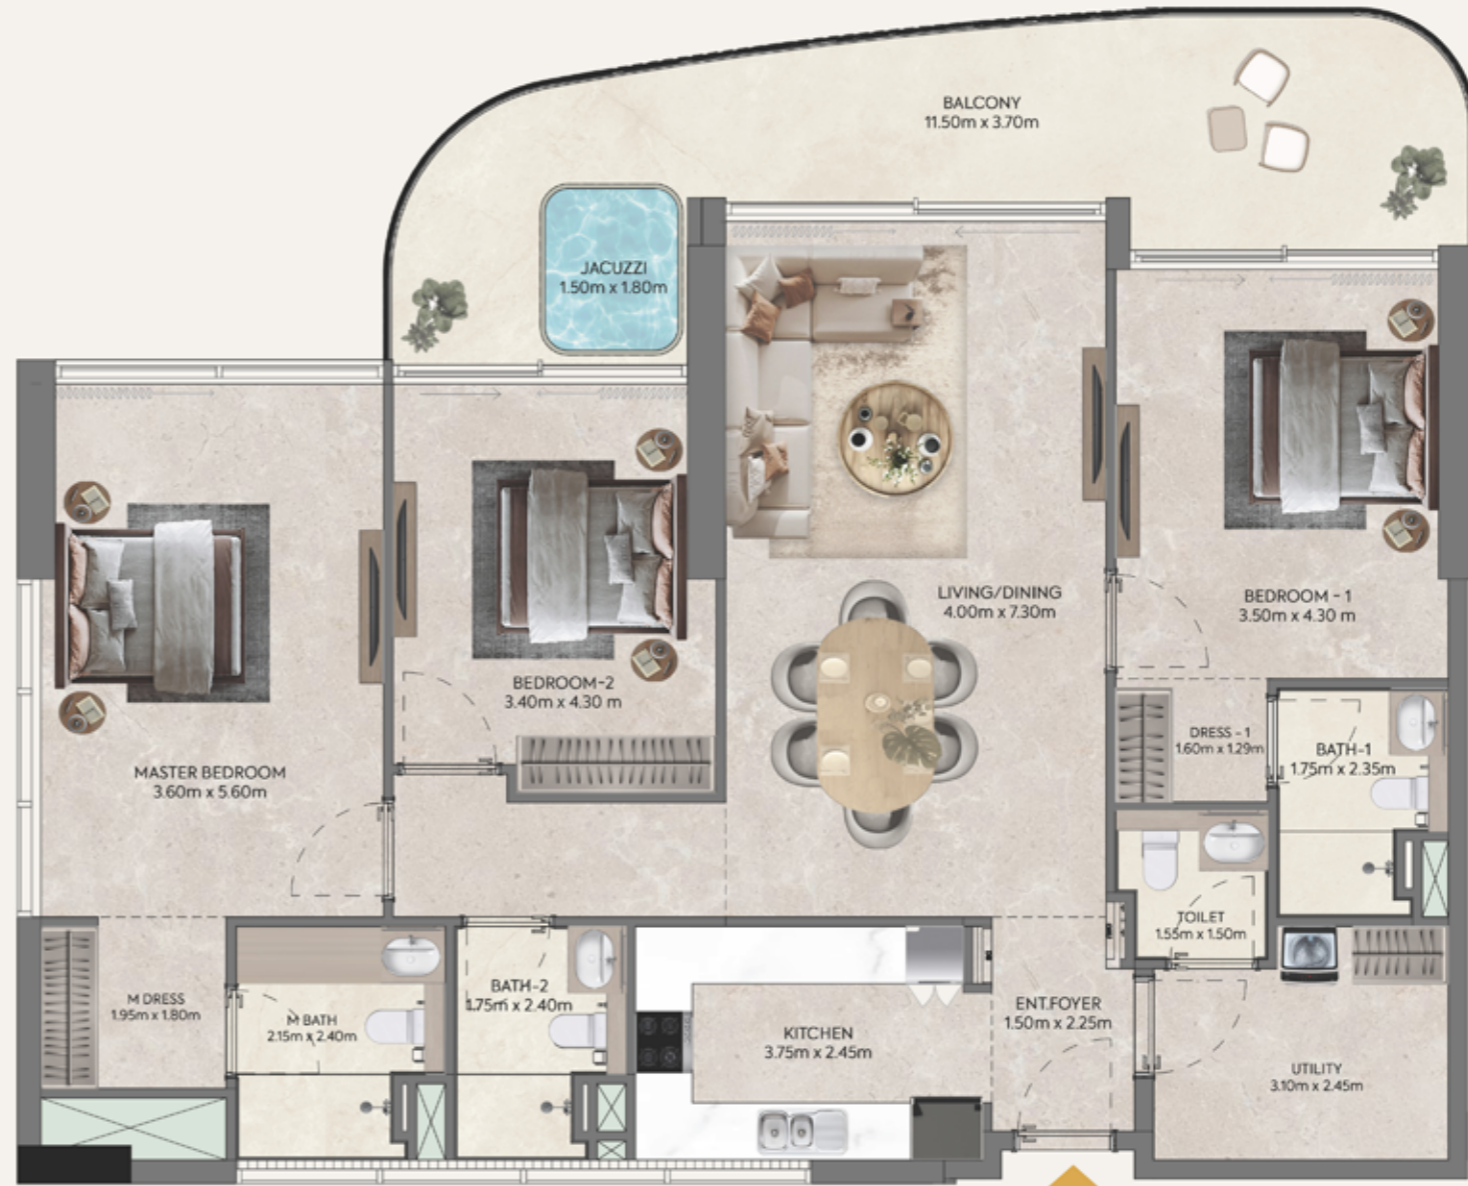 BALCONY
11.50m x 3.70m
JACUZZI
1.50m x 1.80m
LIVING/DINING
4.00m x 7.30m
BEDROOM - 1
3.50m x 4.30 m
BEDROOM-2
3.40m x 4.30 m
MASTER BEDROOM
3.60m x 5.60m
DRESS - 1
1.60m x 1.29m
BATH-1
1.75m x 2.35m
TOILET
1.55m x 1.50m
M DRESS
1.95m x 1.80m
M BATH
2.15m x 2.40m
BATH-2
1.75m x 2.40m
KITCHEN
3.75m x 2.45m
ENT.FOYER
1.50m x 2.25m
UTILITY
3.10m x 2.45m